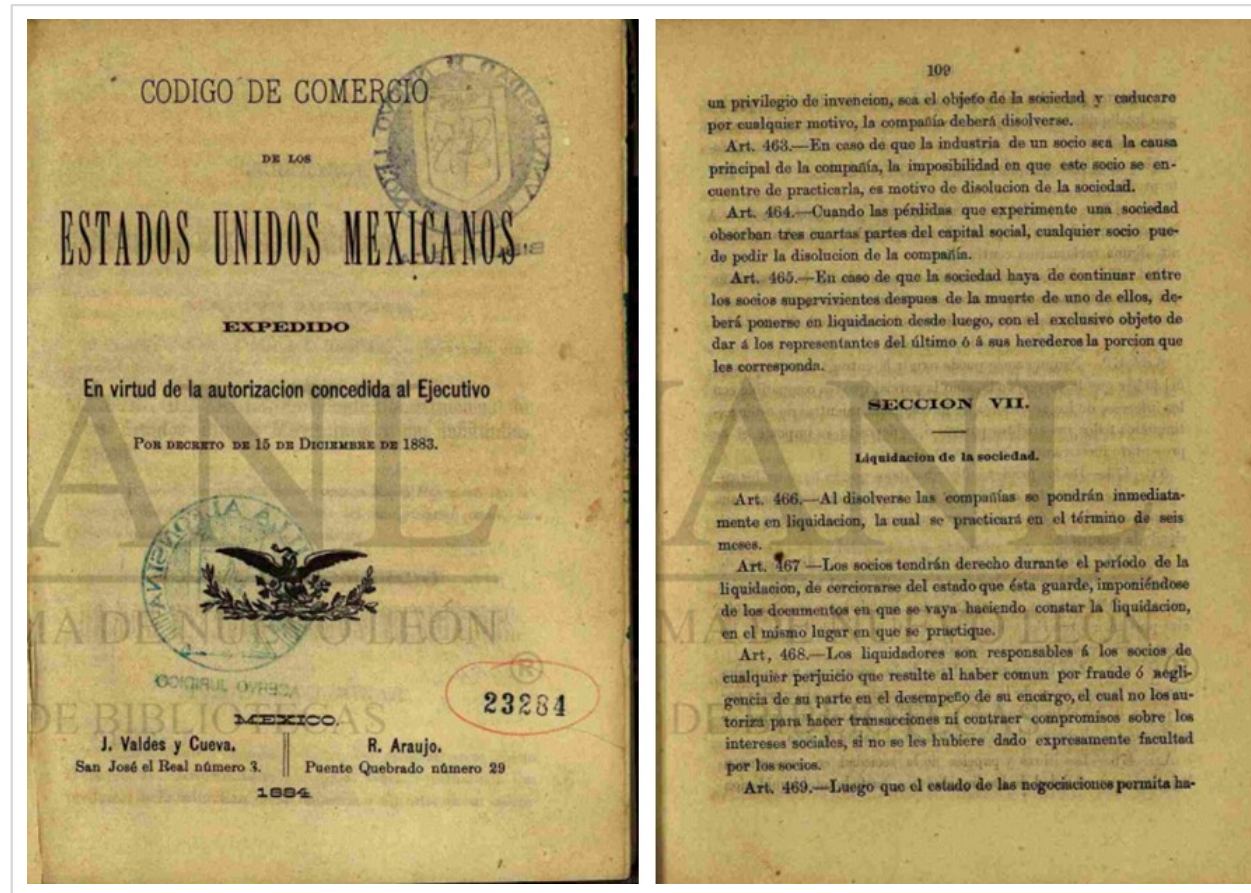 CODIGO DE COMERCIO
DE LOS
ESTADOS UNIDOS MEXICANOS
EXPEDIDO
En virtud de la autorizacion concedida al Ejecutivo
POR DECRETO DE 15 DE DICIEMBRE DE 1883.
ACERVO JURIDICO
23284
MEXICO.
J. Valdes y Cueva.
San José el Real número 3.
R. Araujo.
Puente Quebrado número 29
1884
109
un privilegio de invencion, sea el objeto de la sociedad y caducare
por cualquier motivo, la compañía deberá disolverse.
Art. 463.—En caso de que la industria de un socio sea la causa
principal de la compañía, la imposibilidad en que este socio se en-
cuentre de practicarla, es motivo de disolucion de la sociedad.
Art. 464.—Cuando las pérdidas que experimente una sociedad
absorban tres cuartas partes del capital social, cualquier socio pue-
de pedir la disolucion de la compañía.
Art. 465.—En caso de que la sociedad haya de continuar entre
los socios supervivientes despues de la muerte de uno de ellos, de-
berá ponerse en liquidacion desde luego, con el exclusivo objeto de
dar á los representantes del último ó á sus herederos la porcion que
les corresponda.
SECCION VII.
Liquidacion de la sociedad.
Art. 466.—Al disolverse las compañías se pondrán inmediata-
mente en liquidacion, la cual se practicará en el término de seis
meses.
Art. 467—Los socios tendrán derecho durante el período de la
liquidacion, de cerciorarse del estado que ésta guarde, imponiéndose
de los documentos en que se vaya haciendo constar la liquidacion,
en el mismo lugar en que se practique.
Art, 468.—Los liquidadores son responsables á los socios de
cualquier perjuicio que resulte al haber comun por fraude ó negli-
gencia de su parte en el desempeño de su encargo, el cual no los au-
toriza para hacer transacciones ni contraer compromisos sobre los
intereses sociales, si no se les hubiere dado expresamente facultad
por los socios.
Art. 469.—Luego que el estado de las negociaciones permita ha-